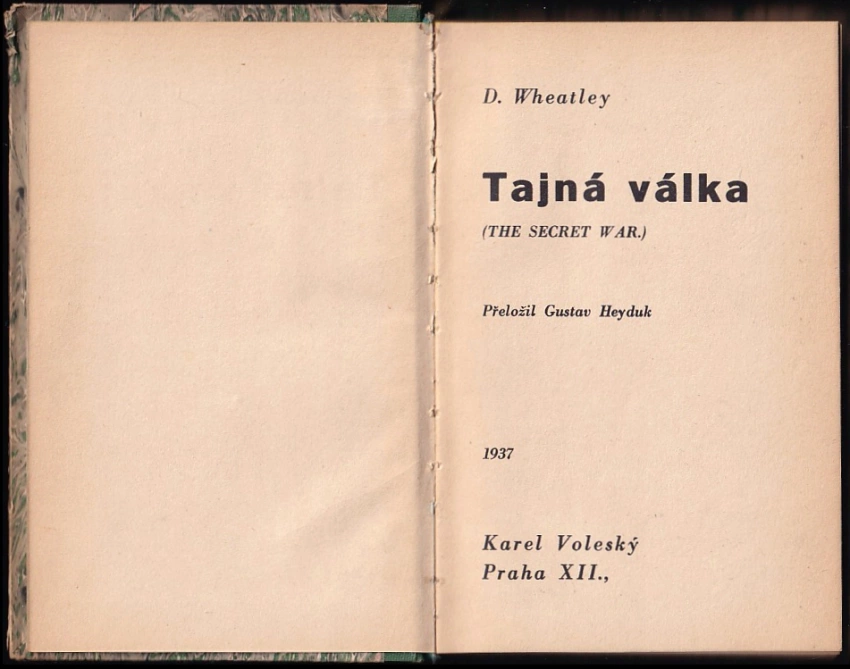 D. Wheatley
Tajná válka
(THE SECRET WAR.)
Přeložil Gustav Heyduk
1937
Karel Voleský
Praha XII.,